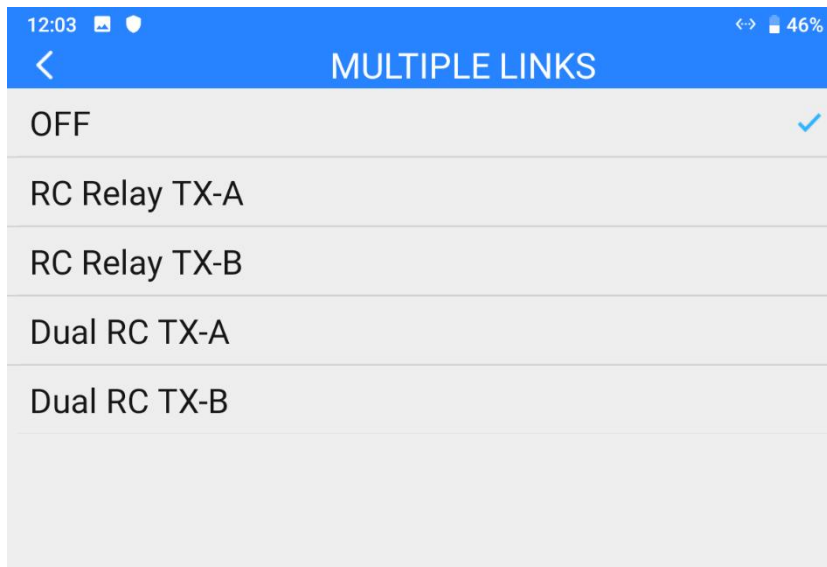 12:03 46%
MULTIPLE LINKS
OFF
RC Relay TX-A
RC Relay TX-B
Dual RC TX-A
Dual RC TX-B